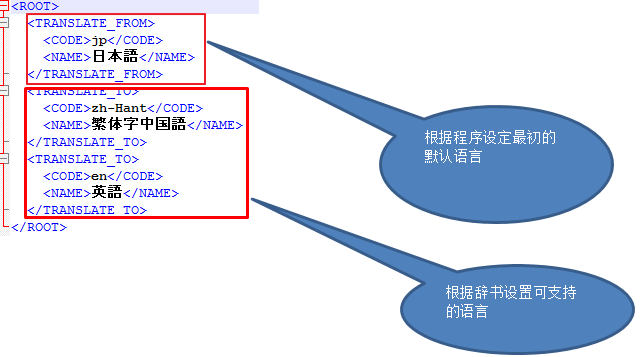 <ROOT>
<TRANSLATE_FROM>
<CODE>jp</CODE>
<NAME>日本語</NAME>
</TRANSLATE_FROM>
<TRANSLATE_TO>
<CODE>zh-Hant</CODE>
<NAME>繁体字中国語</NAME>
</TRANSLATE_TO>
<TRANSLATE_TO>
<CODE>en</CODE>
<NAME>英語</NAME>
</TRANSLATE_TO>
</ROOT>
根据程序设定最初的
默认语言
根据辞书设置可支持
的语言